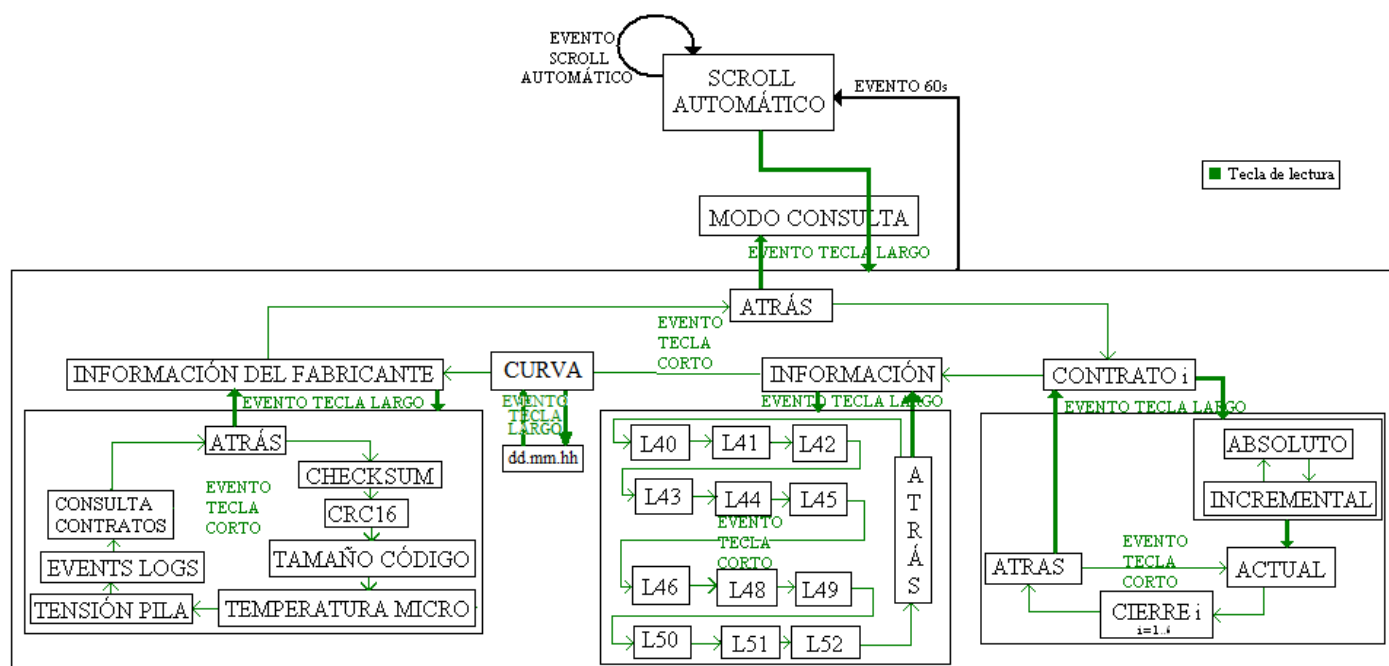 EVENTO
SCROLL
AUTOMÁTICO
SCROLL
AUTOMÁTICO
EVENTO 60s
Tecla de lectura
MODO CONSULTA
EVENTO TECLA LARGO
ATRÁS
EVENTO
TECLA
CORTO
INFORMACIÓN DEL FABRICANTE
CURVA
INFORMACIÓN
CONTRATO i
EVENTO TECLA LARGO
EVENTO
TECLA
LARGO
EVENTO TECLA LARGO
EVENTO TECLA LARGO
dd.mm.hh
ATRÁS
CHECKSUM
CRC16
TAMAÑO CÓDIGO
TEMPERATURA MICRO
TENSIÓN PILA
EVENTS LOGS
CONSULTA
CONTRATOS
EVENTO
TECLA
CORTO
L40
L41
L42
L43
L44
L45
EVENTO
TECLA
CORTO
L46
L48
L49
L50
L51
L52
ATRÁS
ABSOLUTO
INCREMENTAL
ATRAS
EVENTO
TECLA
CORTO
ACTUAL
CIERRE i